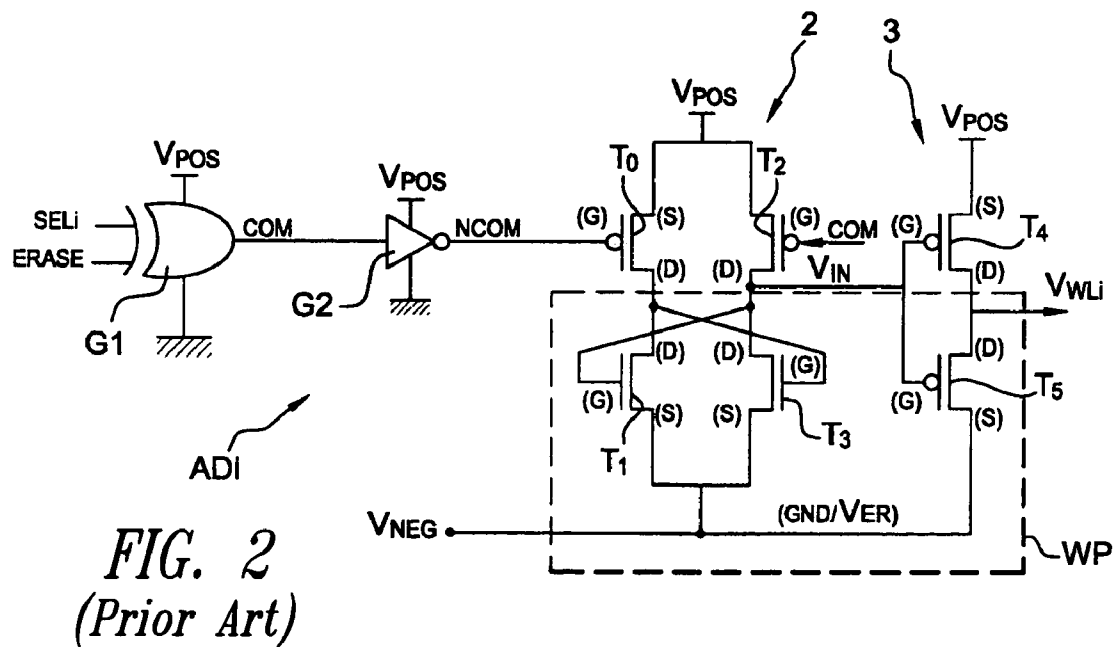 2
3
VPOS
VPOS
VPOS
VPOS
T0
T2
SELi
ERASE
COM
NCOM
(G)
(S)
(G)
COM
(G)
(S)
T4
G1
G2
(D)
(D)
VIN
(D)
VWLi
(D)
(D)
(G)
(D)
(G)
(S)
(S)
(G)
(S)
T5
T1
T3
ADi
VNEG
(GND/VER)
WP
FIG. 2
(Prior Art)